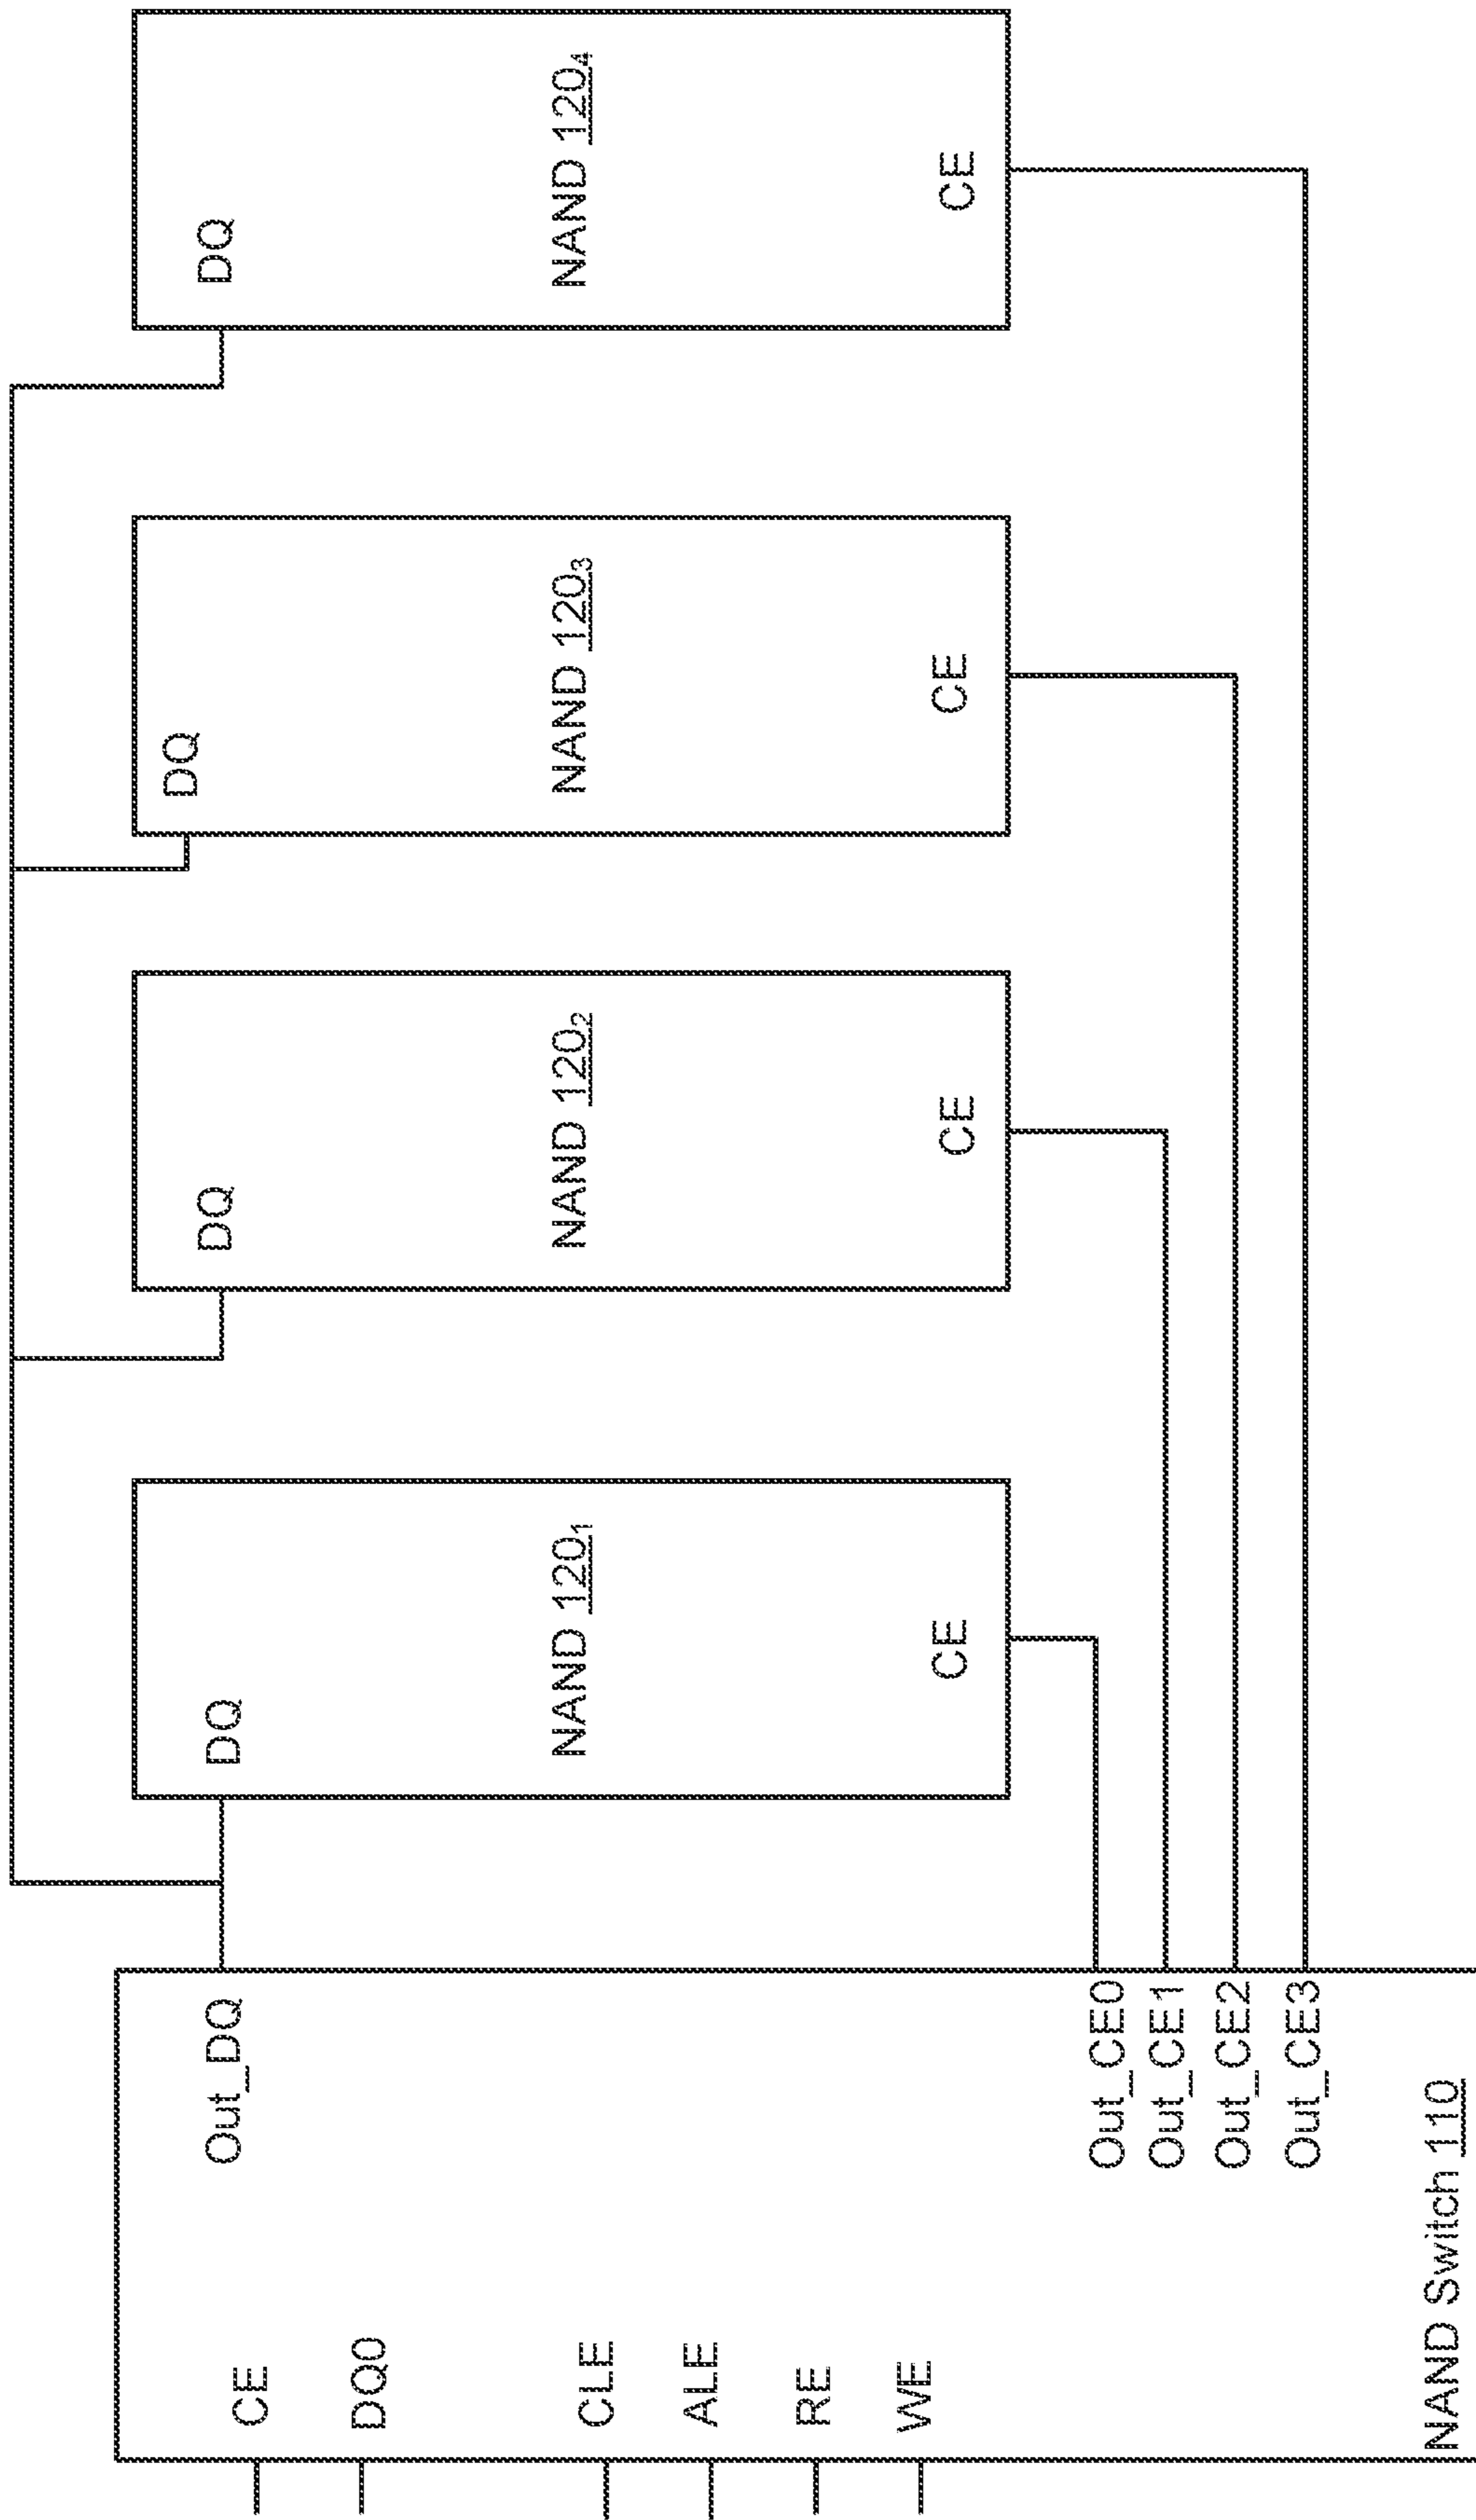 CE
DQ0
CLE
ALE
RE
WE
Out_DQ
Out_CE0
Out_CE1
Out_CE2
Out_CE3
NAND Switch 110
DQ
NAND 120₁
CE
DQ
NAND 120₂
CE
DQ
NAND 120₃
CE
DQ
NAND 120₄
CE